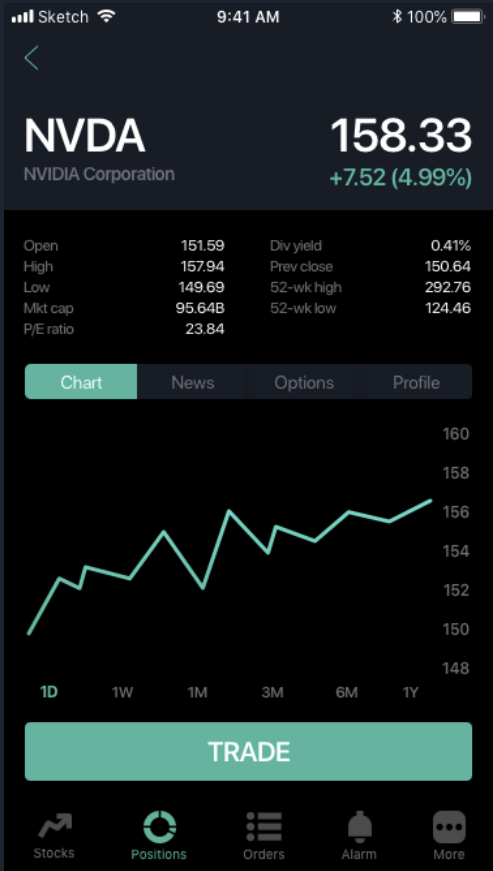 Sketch 9:41 AM 100%
NVDA 158.33
NVIDIA Corporation +7.52 (4.99%)
Open 151.59 Div yield 0.41%
High 157.94 Prev close 150.64
Low 149.69 52-wk high 292.76
Mkt cap 95.64B 52-wk low 124.46
P/E ratio 23.84
Chart News Options Profile
160
158
156
154
152
150
148
1D 1W 1M 3M 6M 1Y
TRADE
Stocks Positions Orders Alarm More